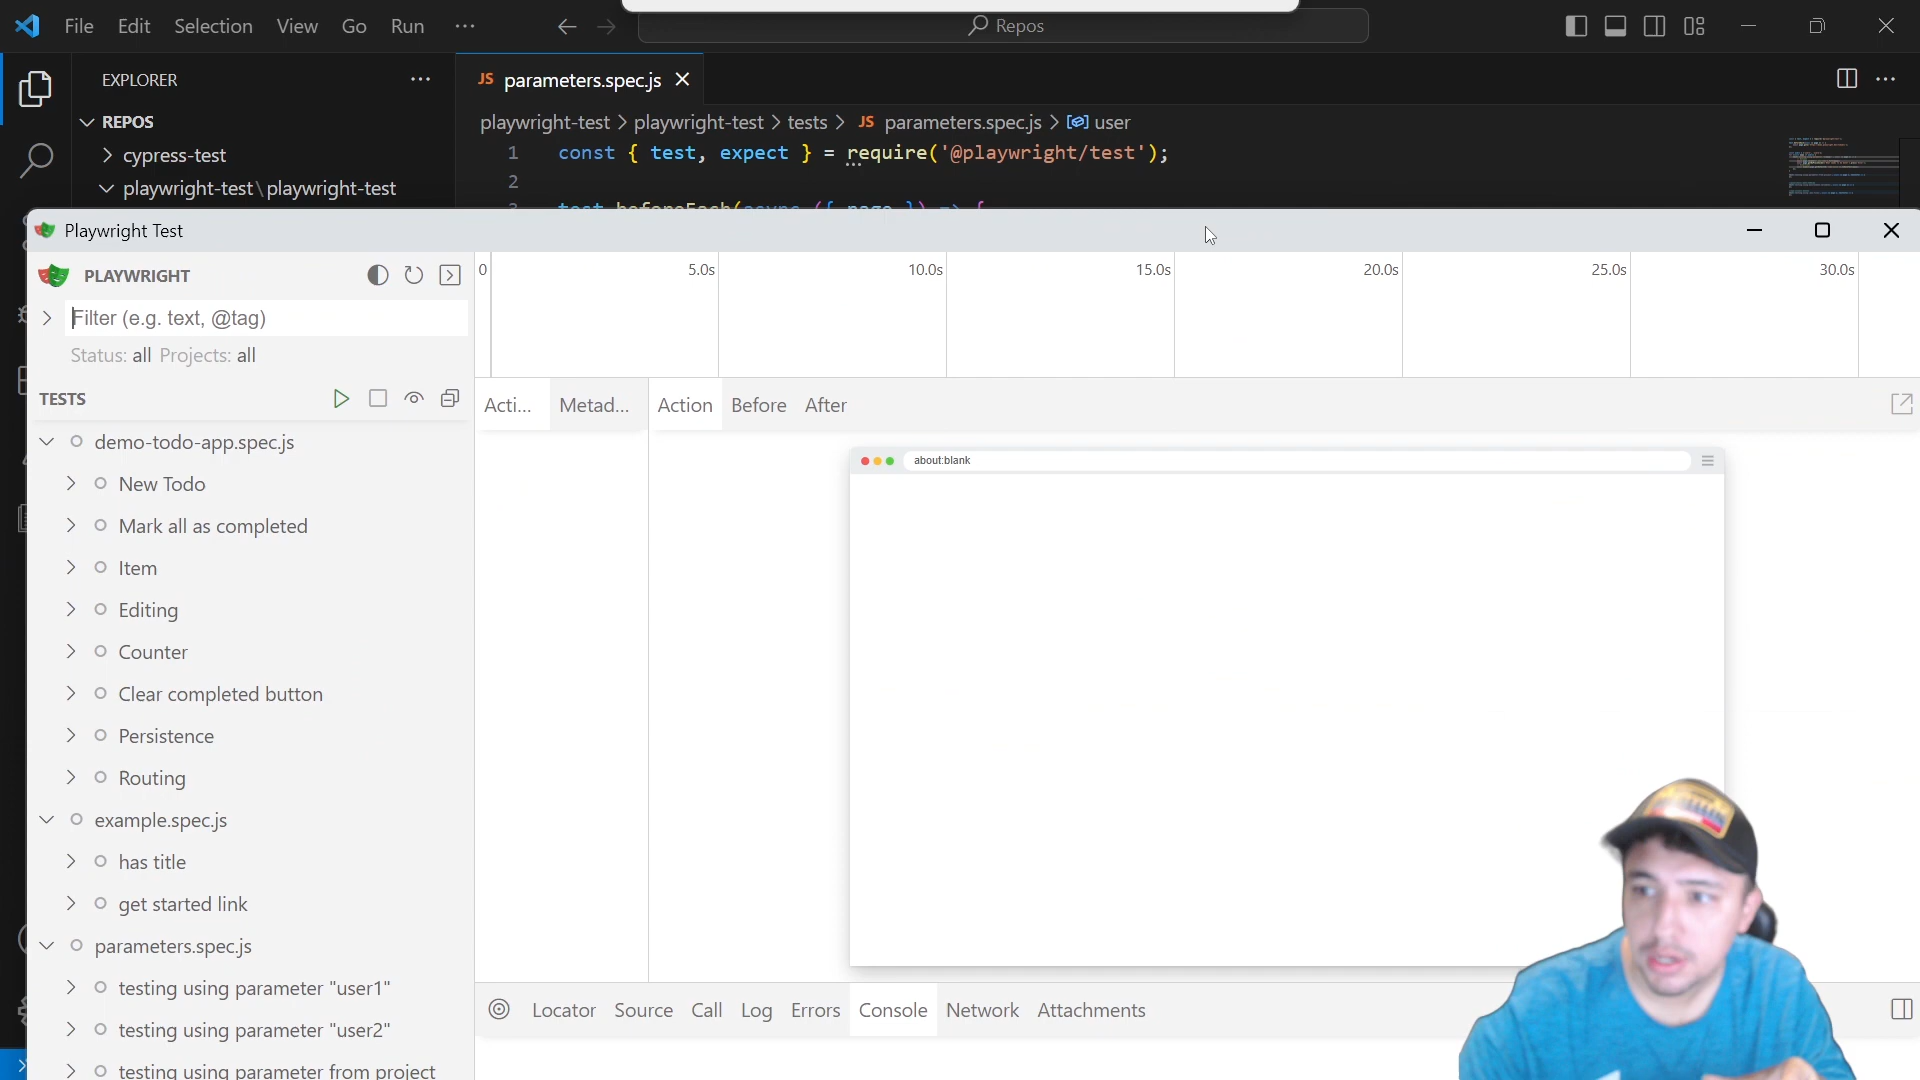 File Edit Selection View Go Run ···
Repos
EXPLORER ···
JS parameters.spec.js
REPOS
playwright-test > playwright-test > tests > JS parameters.spec.js > user
cypress-test
playwright-test\playwright-test
1 const { test, expect } = require('@playwright/test');
2
3 test.beforeEach(async ({ page }) => {
Playwright Test
PLAYWRIGHT
0 5.0s 10.0s 15.0s 20.0s 25.0s 30.0s
Filter (e.g. text, @tag)
Status: all Projects: all
TESTS
Acti... Metad... Action Before After
about:blank
demo-todo-app.spec.js
New Todo
Mark all as completed
Item
Editing
Counter
Clear completed button
Persistence
Routing
example.spec.js
has title
get started link
parameters.spec.js
testing using parameter "user1"
testing using parameter "user2"
testing using parameter from project
Locator Source Call Log Errors Console Network Attachments